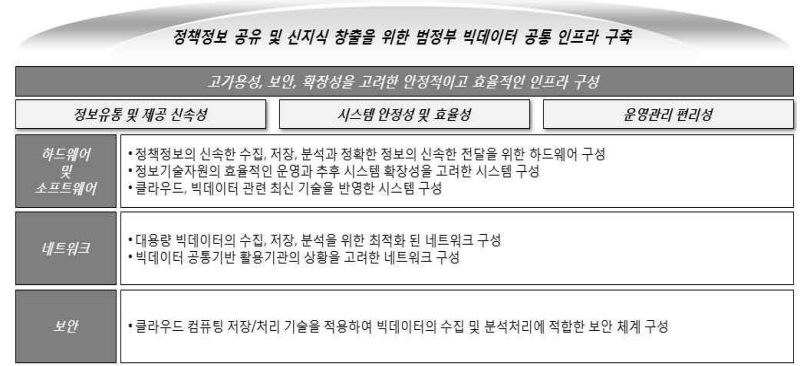 정책정보 공유 및 신지식 창출을 위한 범정부 빅데이터 공통 인프라 구축
고가용성, 보안, 확장성을 고려한 안정적이고 효율적인 인프라 구성
정보유통 및 제공 신속성
시스템 안정성 및 효율성
운영관리 편리성
하드웨어
및
소프트웨어
• 정책정보의 신속한 수집, 저장, 분석과 정확한 정보의 신속한 전달을 위한 하드웨어 구성
• 정보기술자원의 효율적인 운영과 추후 시스템 확장성을 고려한 시스템 구성
• 클라우드, 빅데이터 관련 최신 기술을 반영한 시스템 구성
네트워크
• 대용량 빅데이터의 수집, 저장, 분석을 위한 최적화 된 네트워크 구성
• 빅데이터 공통기반 활용기관의 상황을 고려한 네트워크 구성
보안
• 클라우드 컴퓨팅 저장/처리 기술을 적용하여 빅데이터의 수집 및 분석처리에 적합한 보안 체계 구성